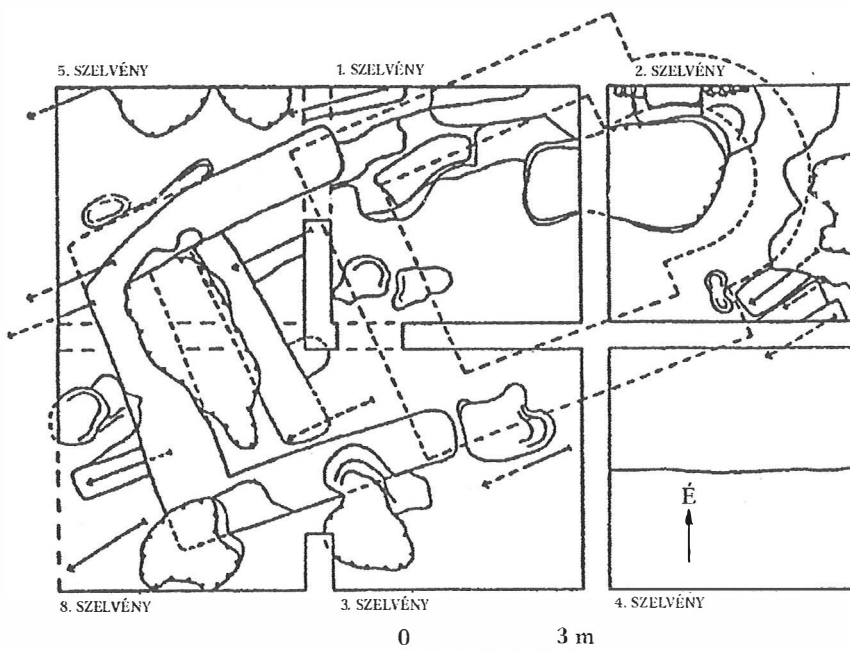 5. SZELVÉNY
1. SZELVÉNY
2. SZELVÉNY
É
8. SZELVÉNY
3. SZELVÉNY
4. SZELVÉNY
0 3 m